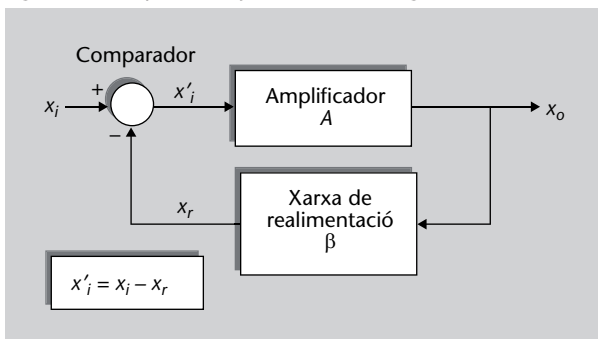 Comparador
+
xi
x′i
Amplificador
A
xo
−
xr
Xarxa de
realimentació
β
x′i = xi – xr